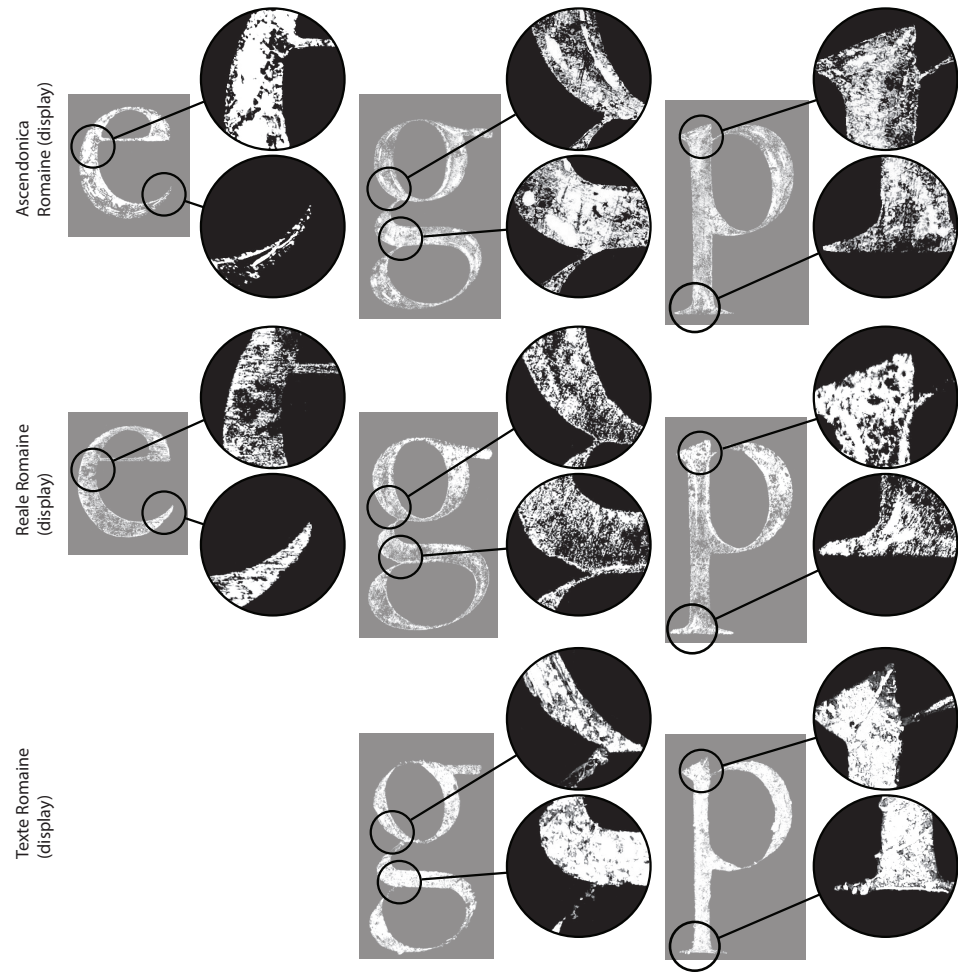 Ascendonica
Romaine (display)
e
g
p
Reale Romaine
(display)
e
g
p
Texte Romaine
(display)
g
p